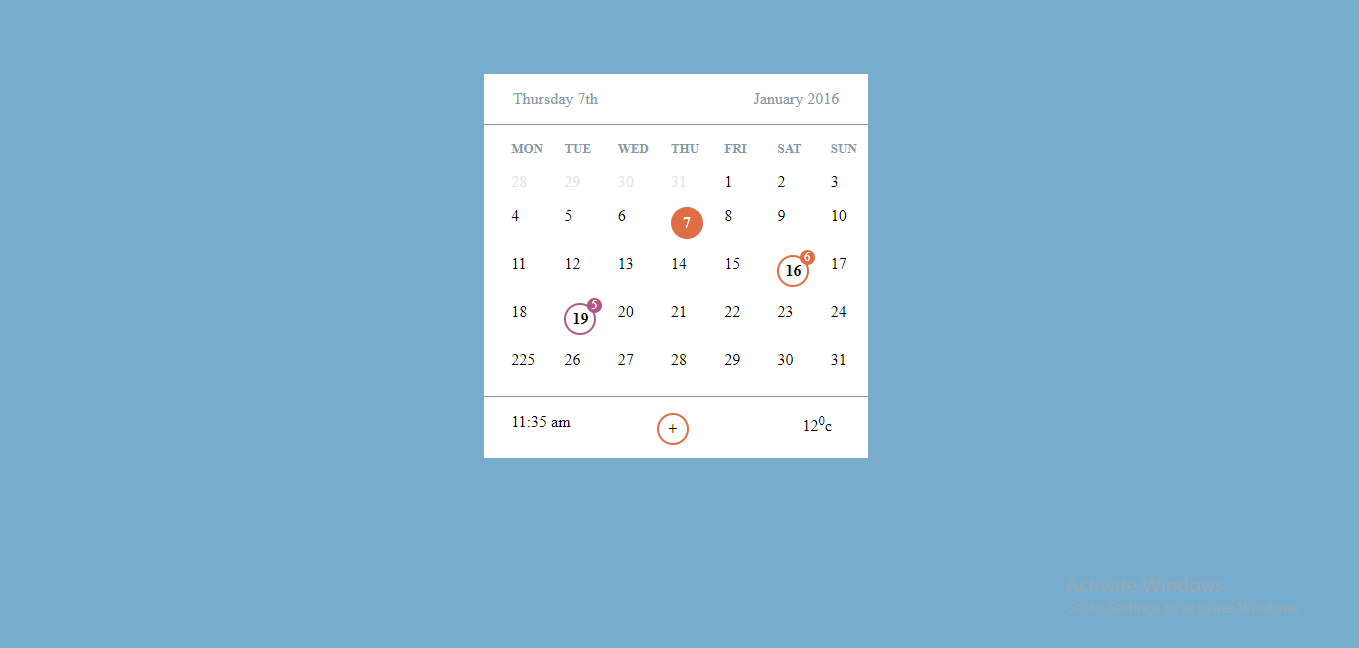 Thursday 7th January 2016
MON TUE WED THU FRI SAT SUN
28 29 30 31 1 2 3
4 5 6 7 8 9 10
11 12 13 14 15 16 6 17
18 19 5 20 21 22 23 24
225 26 27 28 29 30 31
11:35 am + 12⁰c
Activate Windows
Go to Settings to activate Windows.